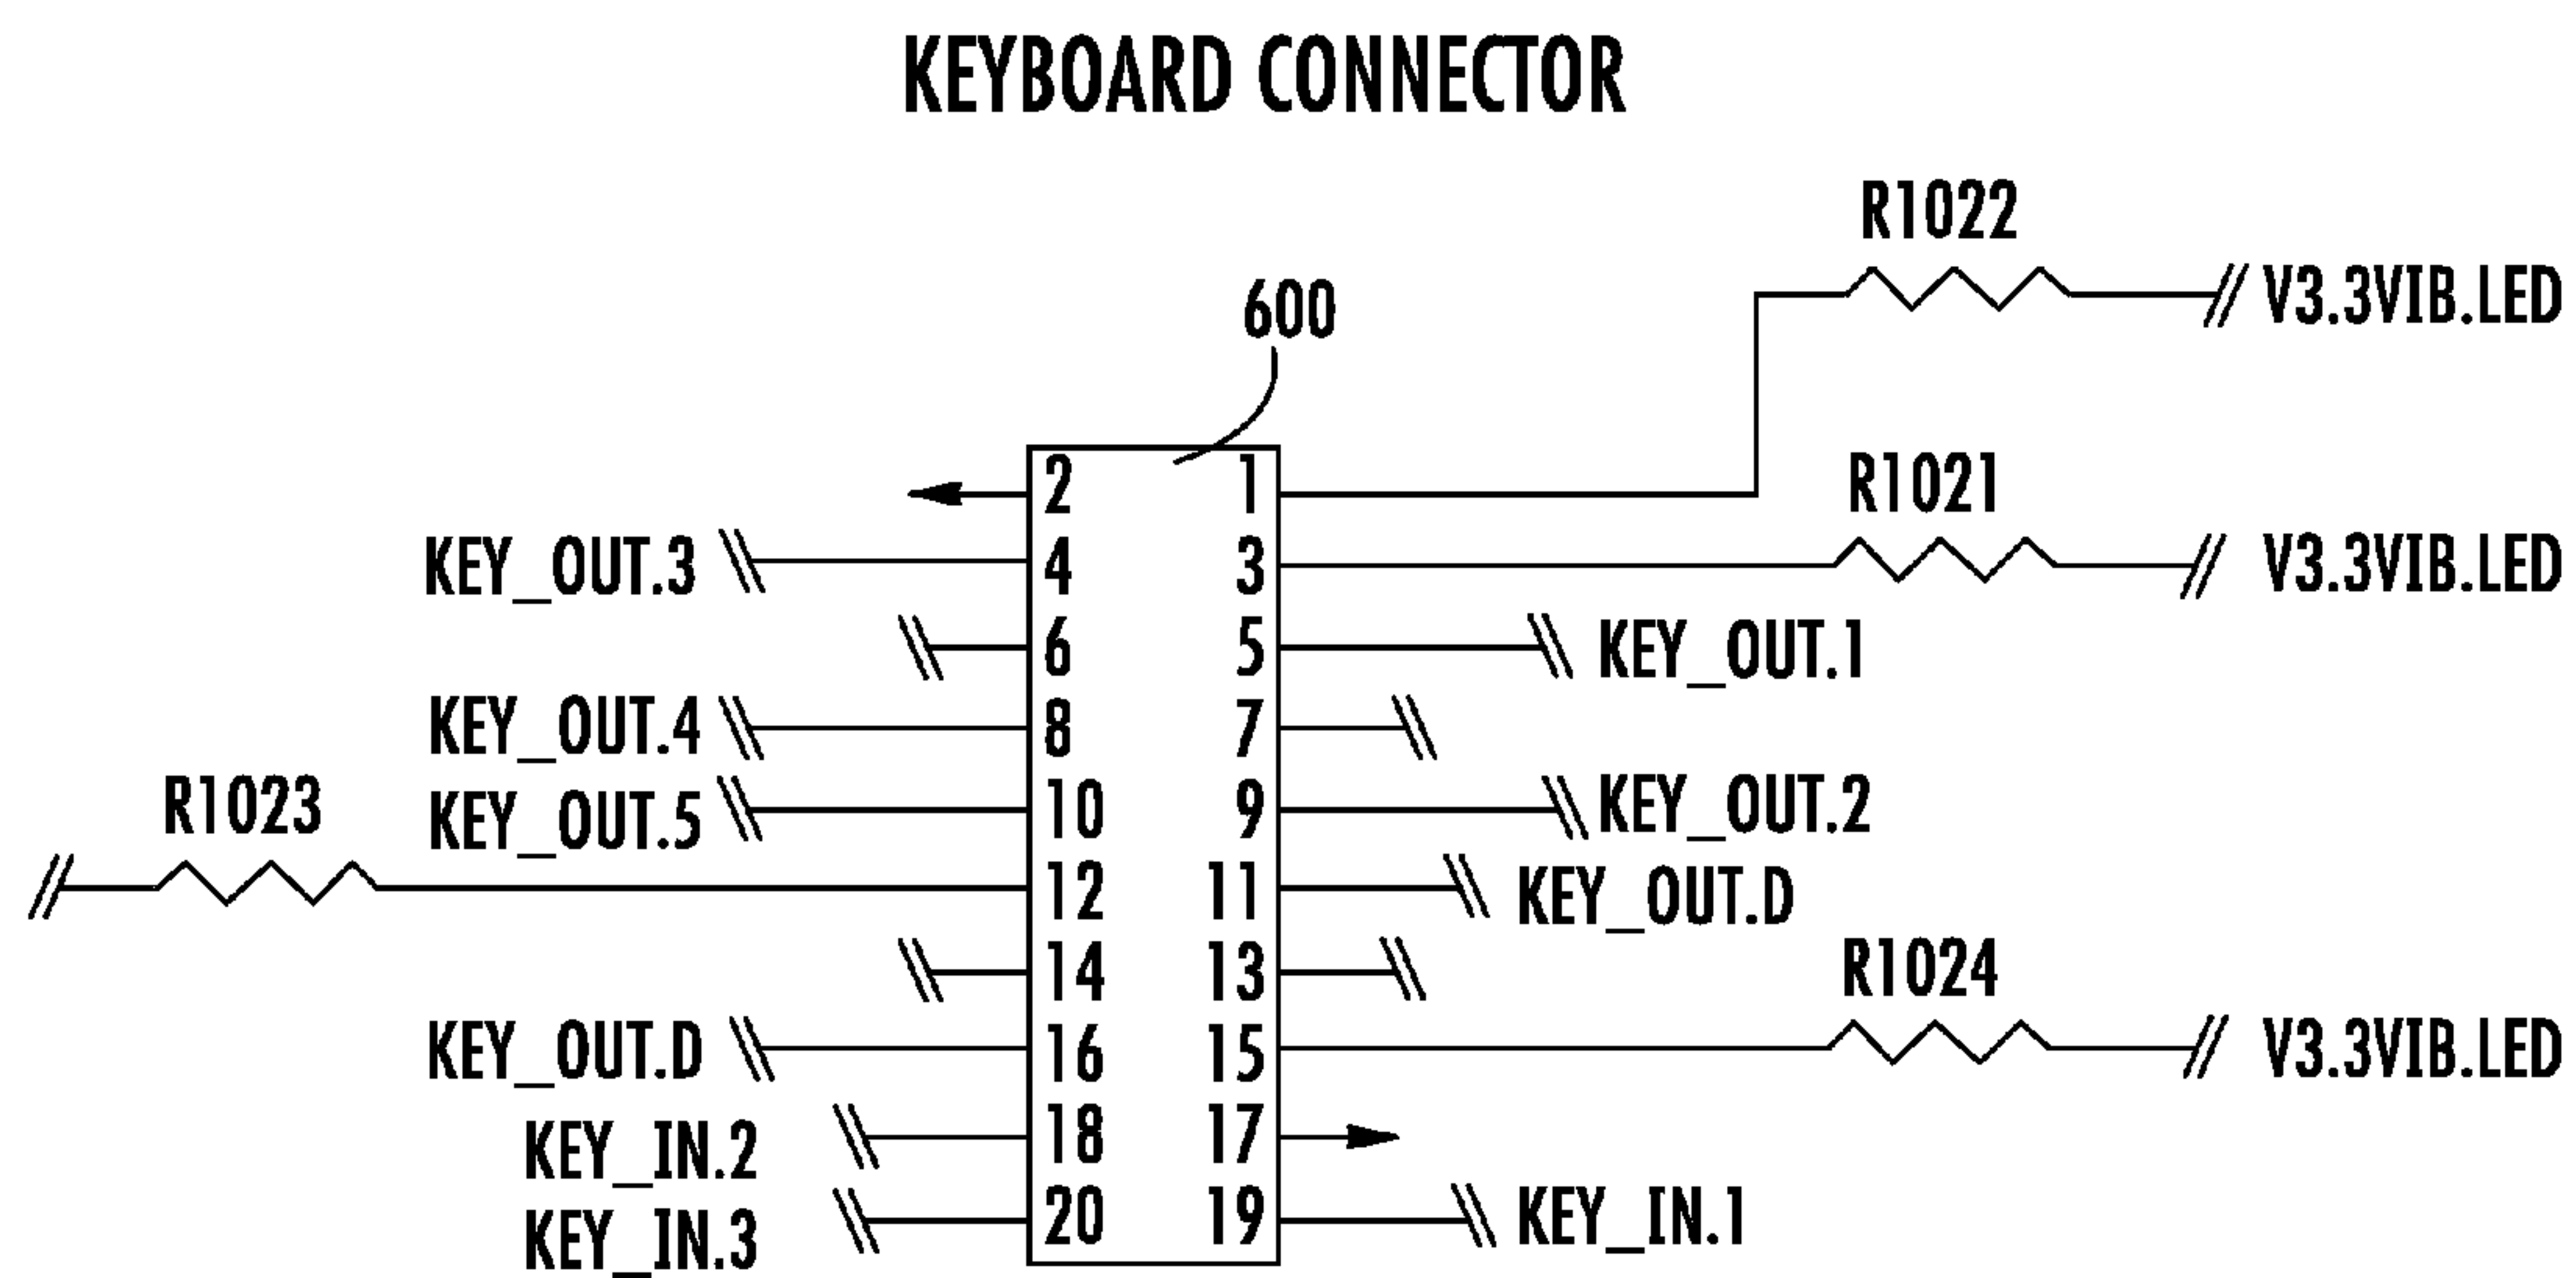 KEYBOARD CONNECTOR
R1022
600
V3.3VIB.LED
2 1
R1021
KEY_OUT.3 4 3 V3.3VIB.LED
6 5 KEY_OUT.1
KEY_OUT.4 8 7
R1023 KEY_OUT.5 10 9 KEY_OUT.2
12 11 KEY_OUT.D
14 13 R1024
KEY_OUT.D 16 15 V3.3VIB.LED
KEY_IN.2 18 17
KEY_IN.3 20 19 KEY_IN.1